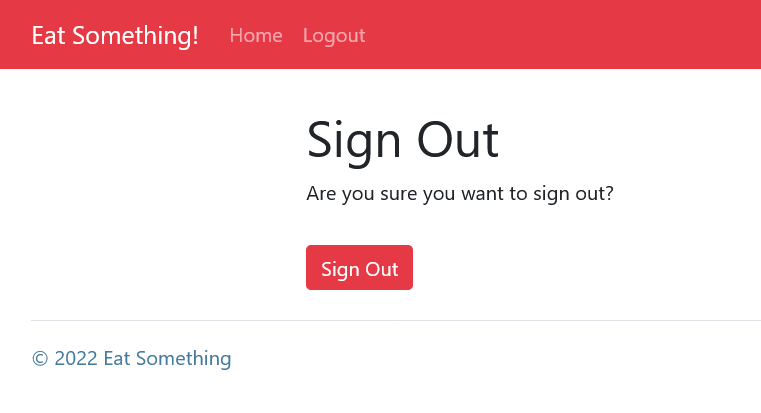 Eat Something! Home Logout
Sign Out
Are you sure you want to sign out?
Sign Out
© 2022 Eat Something